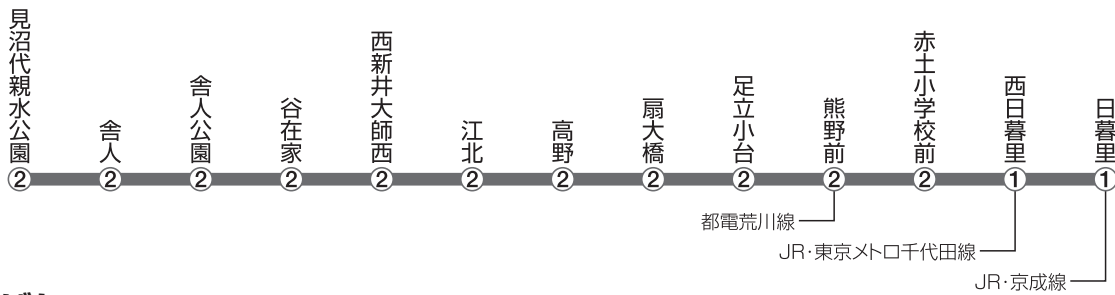 見沼代親水公園
舎人
舎人公園
谷在家
西新井大師西
江北
高野
扇大橋
足立小台
熊野前
赤土小学校前
西日暮里
日暮里
② ② ② ② ② ② ② ② ② ② ② ① ①
都電荒川線
JR・東京メトロ千代田線
JR・京成線